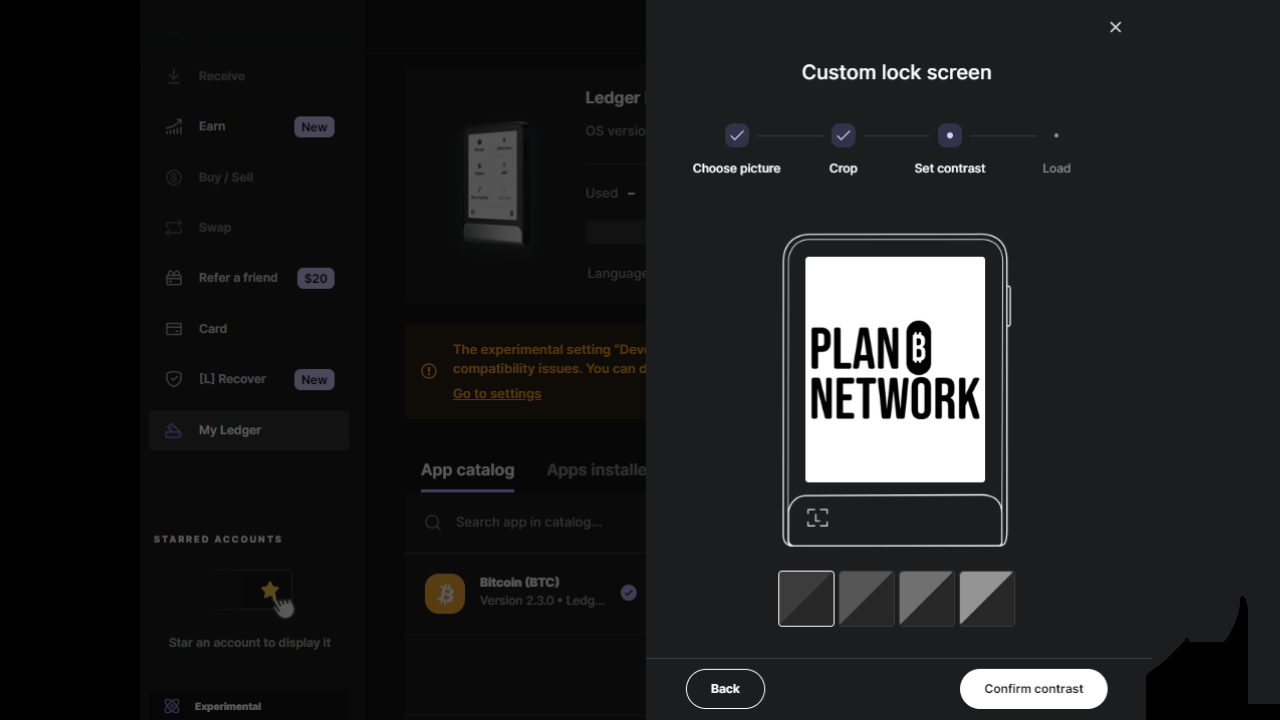 Receive
Earn
New
Buy / Sell
Swap
Refer a friend
$20
Card
[L] Recover
New
My Ledger
STARRED ACCOUNTS
Star an account to display it
Experimental
Ledger
OS versio
Used –
Language
The experimental setting "Deve
compatibility issues. You can d
Go to settings
App catalog
Apps installe
Search app in catalog...
Bitcoin (BTC)
Version 2.3.0 • Ledg...
Custom lock screen
Choose picture
Crop
Set contrast
Load
PLAN ₿
NETWORK
Back
Confirm contrast